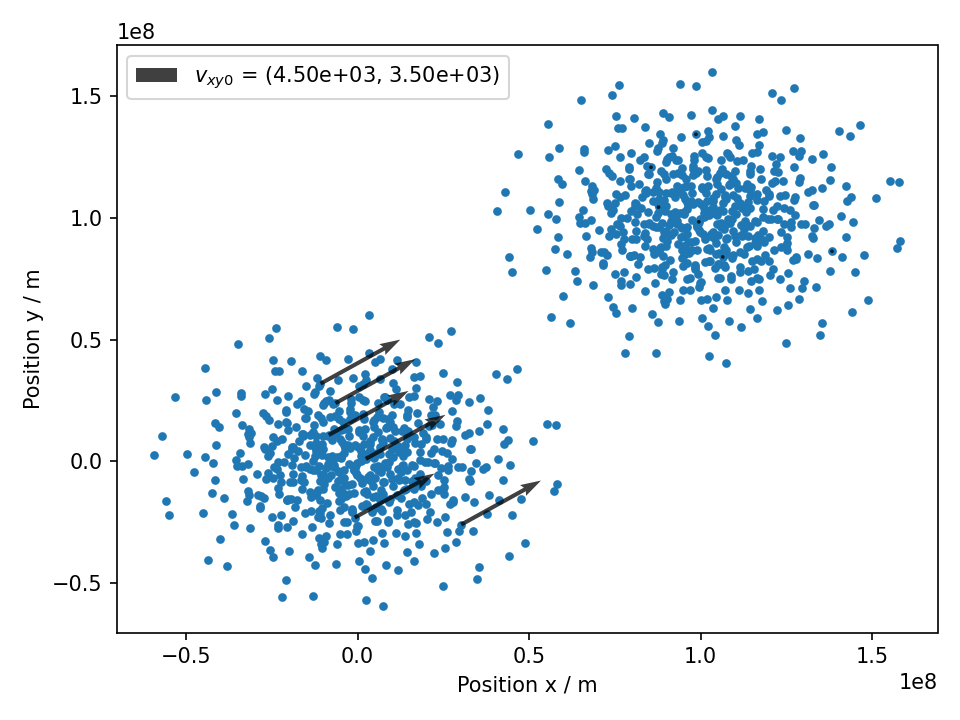 1e8
v_xy0 = (4.50e+03, 3.50e+03)
1.5
1.0
0.5
0.0
−0.5
Position y / m
−0.5 0.0 0.5 1.0 1.5
1e8
Position x / m